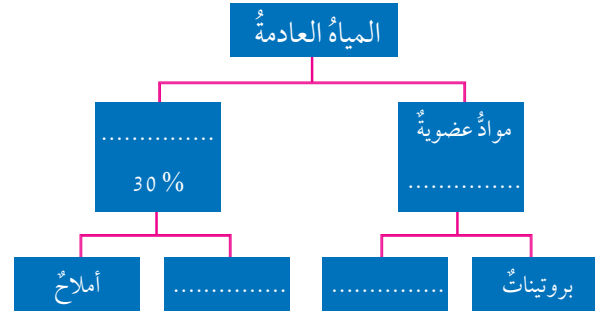 المياهُ العادمةُ
موادُّ عضويةٌ
...............
...............
30 %
بروتيناتٌ
...............
...............
أملاحٌ